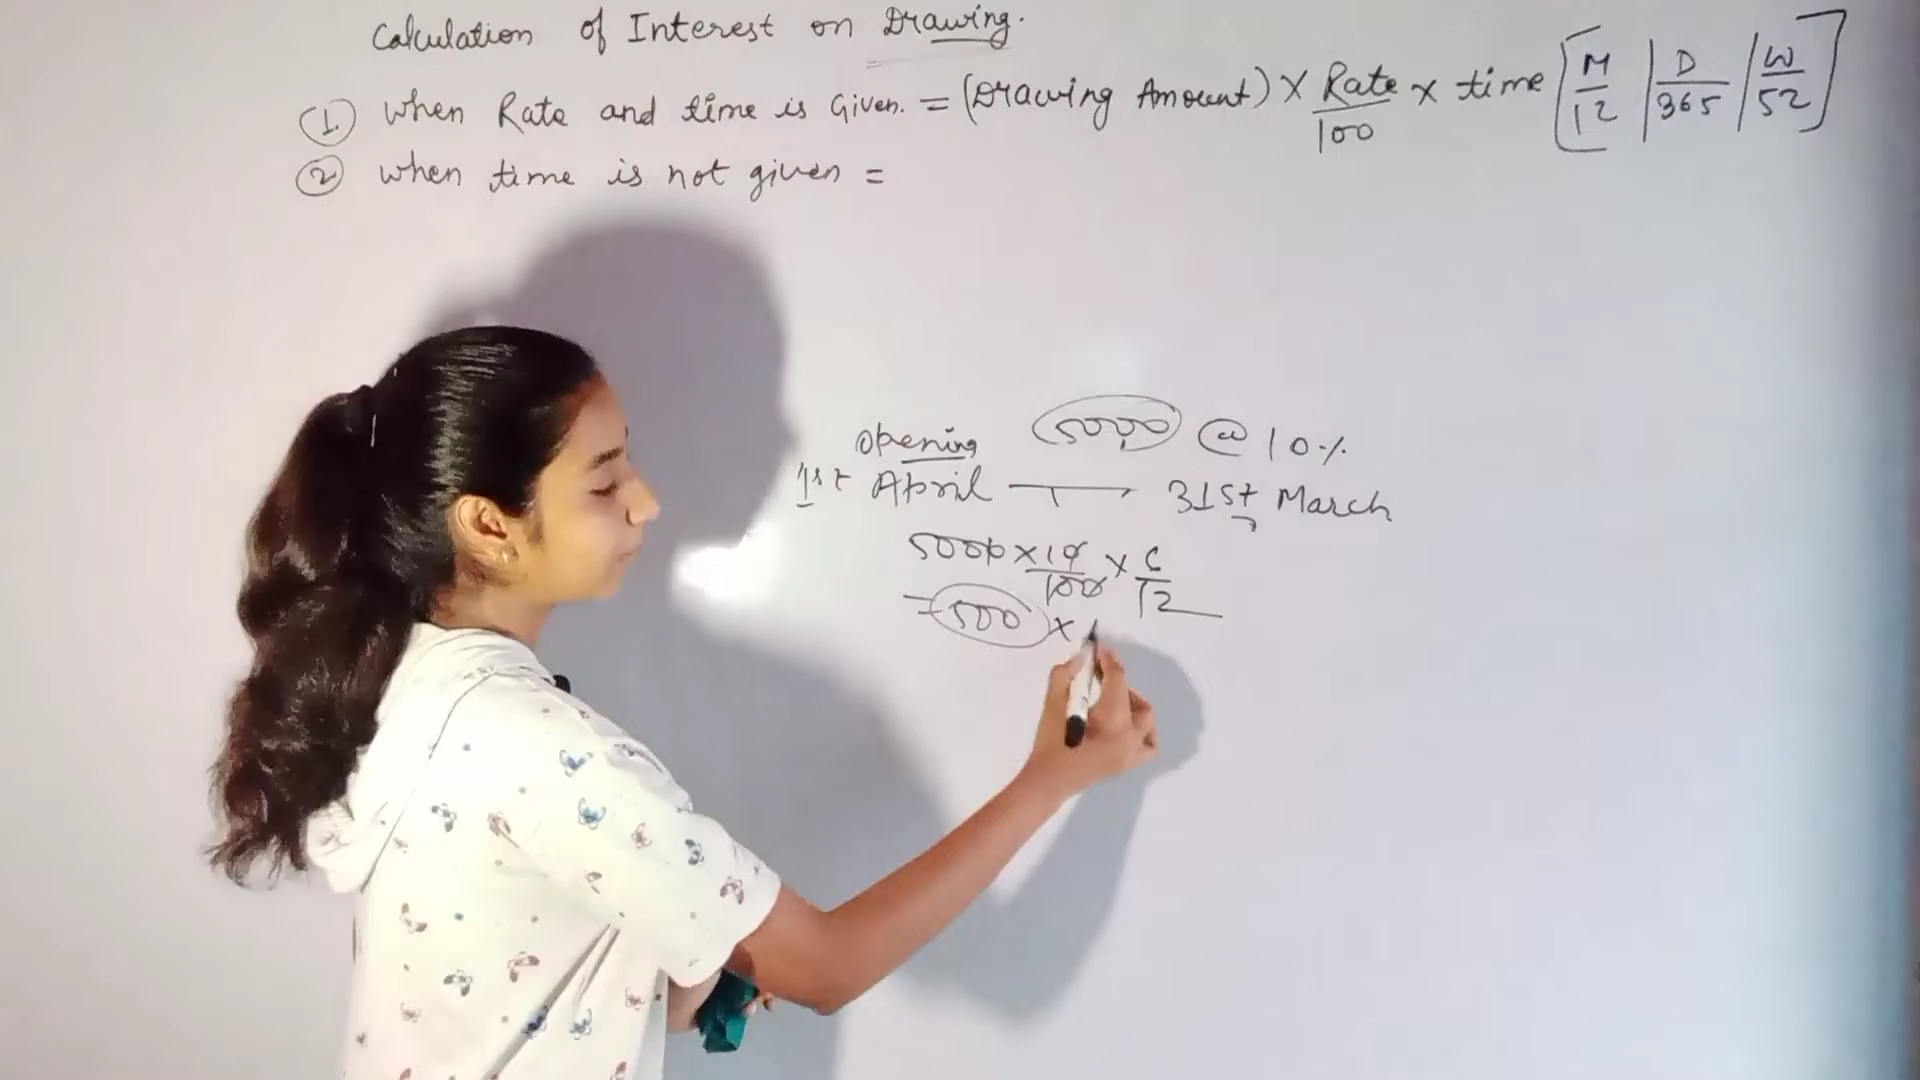 Calculation of Interest on Drawing.
(1.) When Rate and time is Given. = (Drawing Amount) × Rate/100 × time [M/12 | D/365 | W/52]
(2) When time is not given =
opening 5000 @ 10%
1st April — 31st March
5000 × 10/100 × 6/12
= 500 ×